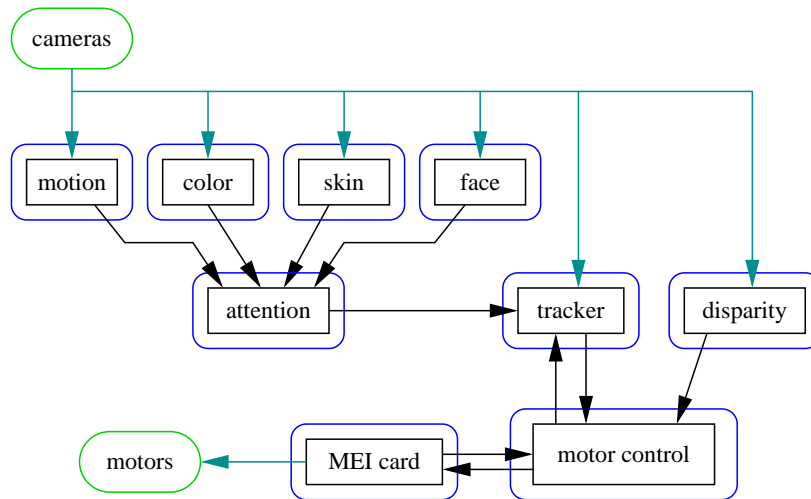 cameras
motion
color
skin
face
attention
tracker
disparity
motors
MEI card
motor control